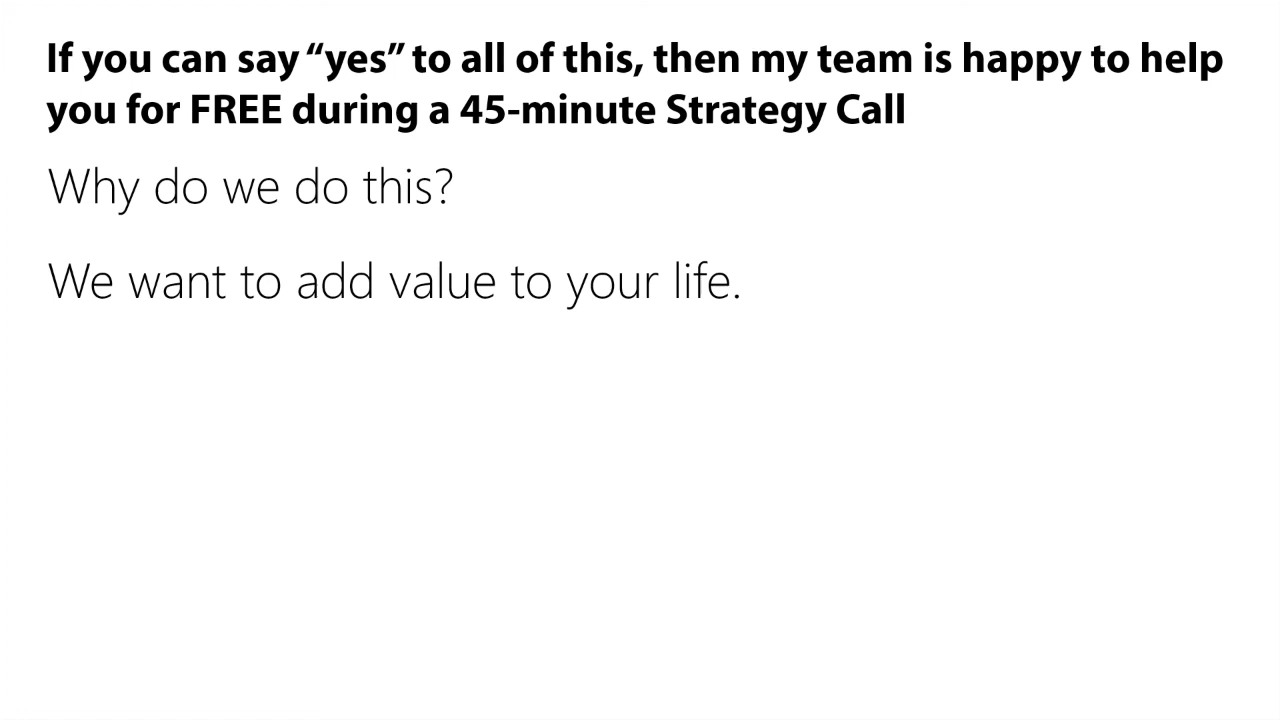 If you can say “yes” to all of this, then my team is happy to help
you for FREE during a 45-minute Strategy Call
Why do we do this?
We want to add value to your life.